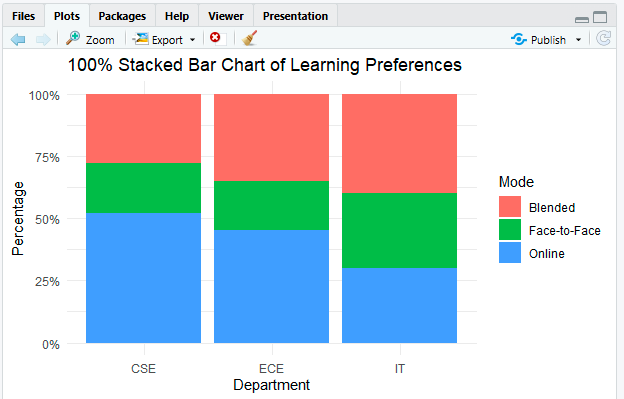 Files Plots Packages Help Viewer Presentation
Zoom Export Publish
100% Stacked Bar Chart of Learning Preferences
100%
75%
50%
25%
0%
Percentage
CSE ECE IT
Department
Mode
Blended
Face-to-Face
Online